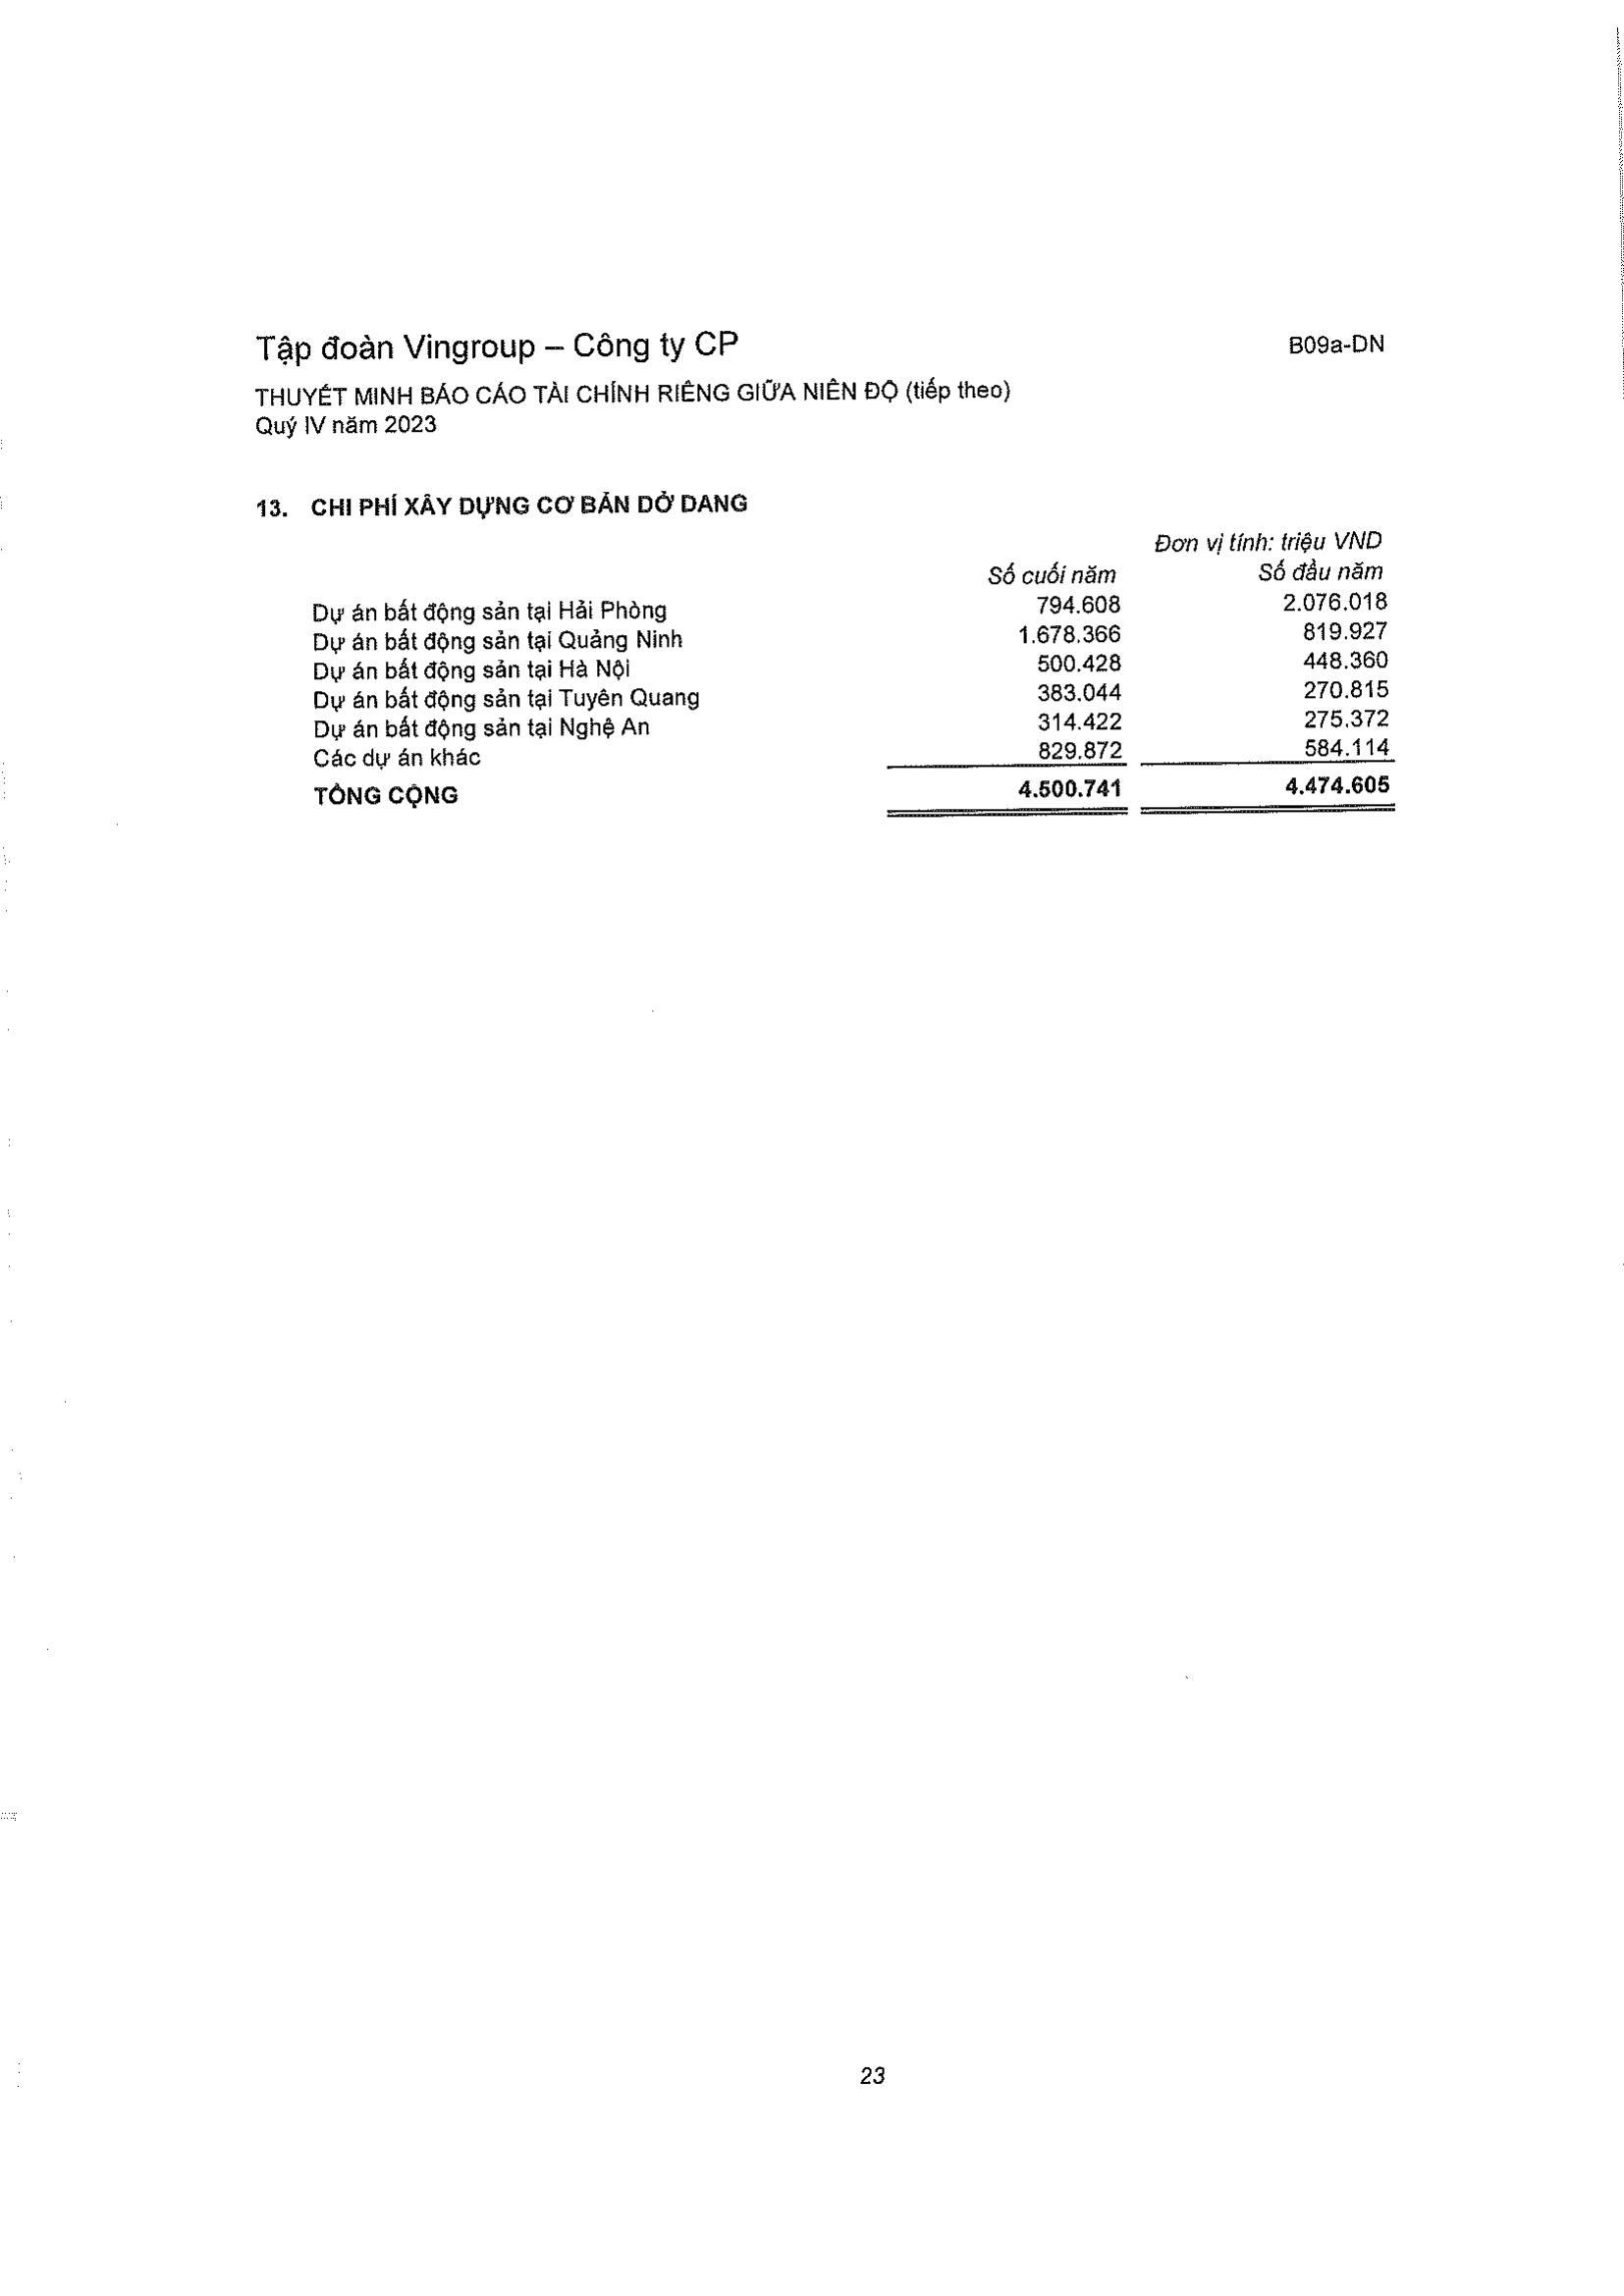 Tập đoàn Vingroup – Công ty CP B09a-DN
THUYẾT MINH BÁO CÁO TÀI CHÍNH RIÊNG GIỮA NIÊN ĐỘ (tiếp theo)
Quý IV năm 2023
13. CHI PHÍ XÂY DỰNG CƠ BẢN DỞ DANG
Đơn vị tính: triệu VND
Số cuối năm Số đầu năm
Dự án bất động sản tại Hải Phòng 794.608 2.076.018
Dự án bất động sản tại Quảng Ninh 1.678.366 819.927
Dự án bất động sản tại Hà Nội 500.428 448.360
Dự án bất động sản tại Tuyên Quang 383.044 270.815
Dự án bất động sản tại Nghệ An 314.422 275.372
Các dự án khác 829.872 584.114
TỔNG CỘNG 4.500.741 4.474.605
23